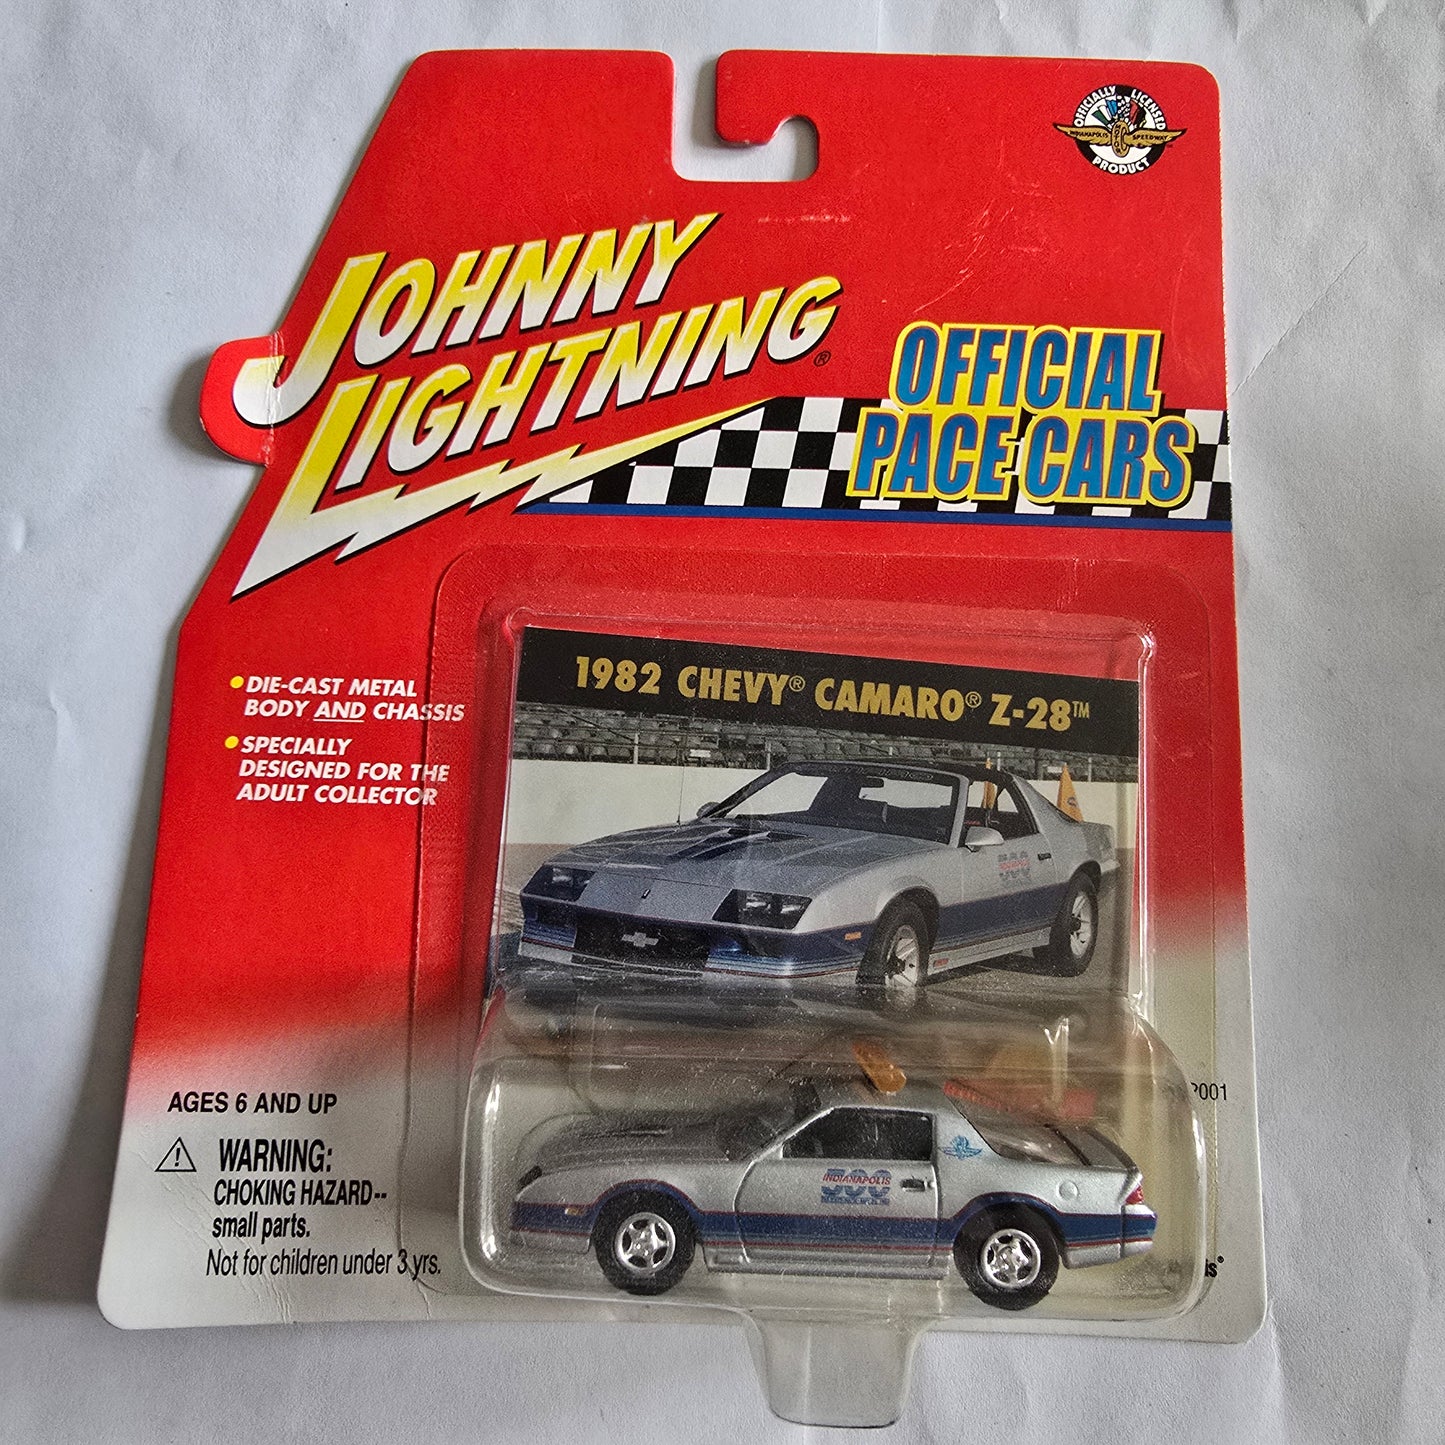 OFFICIALLY LICENSED
INDIANAPOLIS SPEEDWAY
PRODUCT
JOHNNY
LIGHTNING®
OFFICIAL
PACE CARS
1982 CHEVY® CAMARO® Z-28™
•DIE-CAST METAL
BODY AND CHASSIS
•SPECIALLY
DESIGNED FOR THE
ADULT COLLECTOR
500
AGES 6 AND UP
WARNING:
CHOKING HAZARD--
small parts.
Not for children under 3 yrs.
INDIANAPOLIS
500